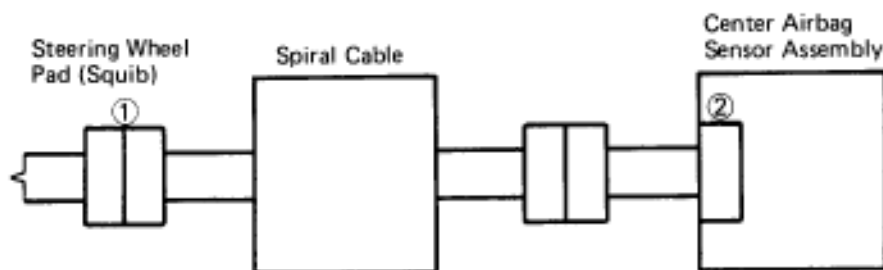 Steering Wheel
Pad (Squib)
①
Spiral Cable
Center Airbag
Sensor Assembly
②